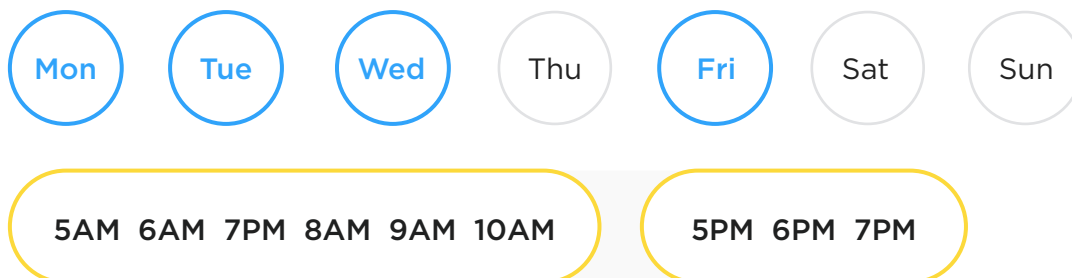 Mon Tue Wed Thu Fri Sat Sun
5AM 6AM 7PM 8AM 9AM 10AM 5PM 6PM 7PM